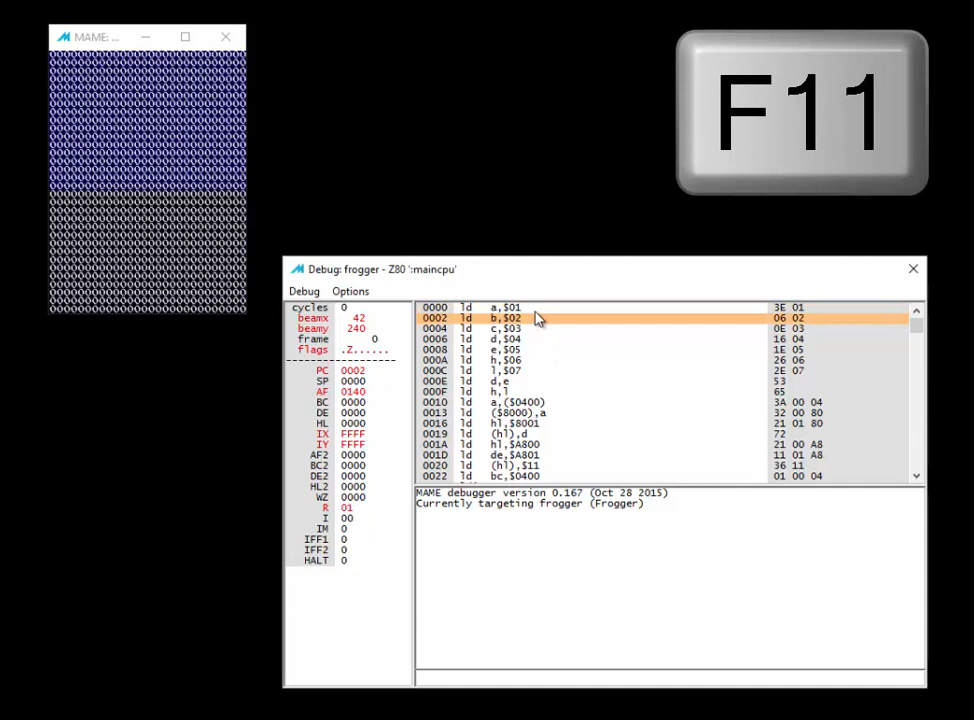 MAME: ...
F11
Debug: frogger - Z80 ':maincpu'
Debug Options
cycles 0
beamx 42
beamy 240
frame 0
flags .Z......
PC 0002
SP 0000
AF 0140
BC 0000
DE 0000
HL 0000
IX FFFF
IY FFFF
AF2 0000
BC2 0000
DE2 0000
HL2 0000
WZ 0000
R 01
I 00
IM 0
IFF1 0
IFF2 0
HALT 0
0000 ld a,$01 3E 01
0002 ld b,$02 06 02
0004 ld c,$03 0E 03
0006 ld d,$04 16 04
0008 ld e,$05 1E 05
000A ld h,$06 26 06
000C ld l,$07 2E 07
000E ld d,e 53
000F ld h,l 65
0010 ld a,($0400) 3A 00 04
0013 ld ($8000),a 32 00 80
0016 ld hl,$8001 21 01 80
0019 ld (hl),d 72
001A ld hl,$A800 21 00 A8
001D ld de,$A801 11 01 A8
0020 ld (hl),$11 36 11
0022 ld bc,$0400 01 00 04
MAME debugger version 0.167 (Oct 28 2015)
Currently targeting frogger (Frogger)